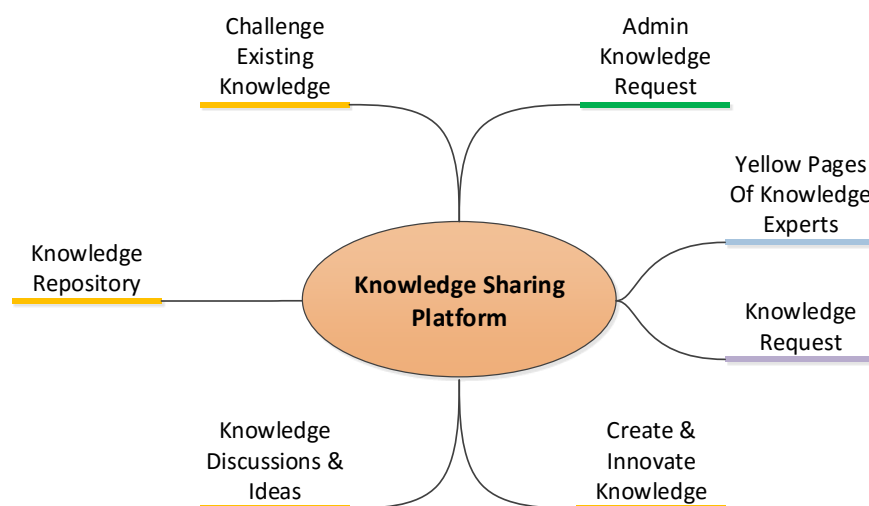 Challenge
Existing
Knowledge
Admin
Knowledge
Request
Yellow Pages
Of Knowledge
Experts
Knowledge
Repository
Knowledge Sharing
Platform
Knowledge
Request
Knowledge
Discussions &
Ideas
Create &
Innovate
Knowledge